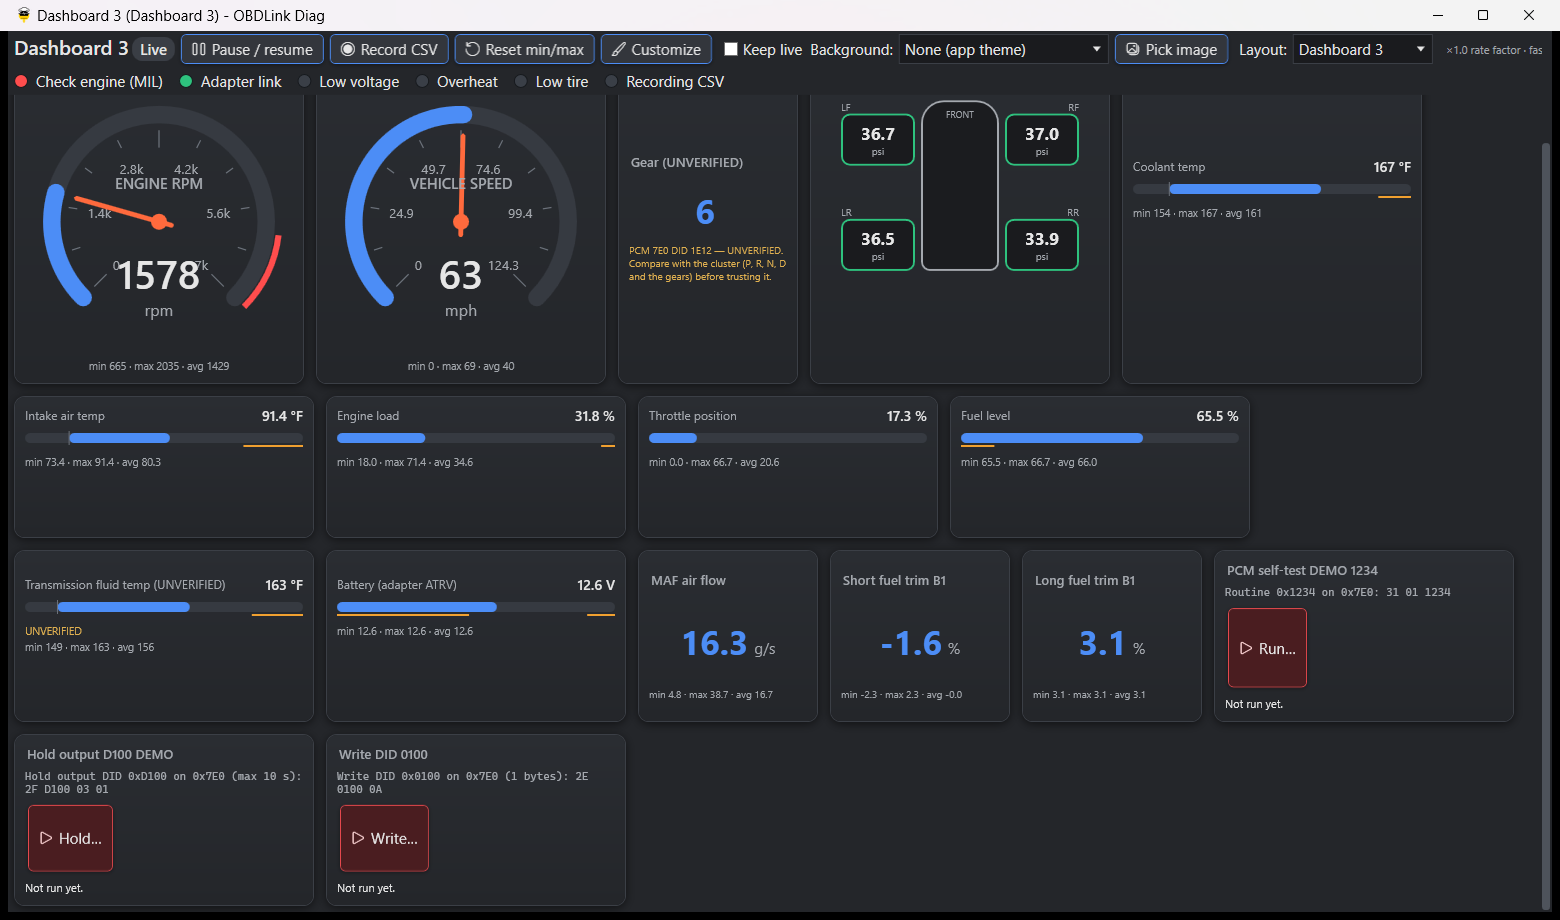 Dashboard 3 (Dashboard 3) - OBDLink Diag
Dashboard 3 Live Pause / resume Record CSV Reset min/max Customize Keep live Background: None (app theme) Pick image Layout: Dashboard 3 ×1.0 rate factor · fas
Check engine (MIL) Adapter link Low voltage Overheat Low tire Recording CSV
2.8k 4.2k
ENGINE RPM
1.4k 5.6k
0 7k
1578
rpm
min 665 · max 2035 · avg 1429
49.7 74.6
VEHICLE SPEED
24.9 99.4
0 124.3
63
mph
min 0 · max 69 · avg 40
Gear (UNVERIFIED)
6
PCM 7E0 DID 1E12 — UNVERIFIED.
Compare with the cluster (P, R, N, D
and the gears) before trusting it.
LF RF
FRONT
36.7 37.0
psi psi
LR RR
36.5 33.9
psi psi
Coolant temp 167 °F
min 154 · max 167 · avg 161
Intake air temp 91.4 °F
min 73.4 · max 91.4 · avg 80.3
Engine load 31.8 %
min 18.0 · max 71.4 · avg 34.6
Throttle position 17.3 %
min 0.0 · max 66.7 · avg 20.6
Fuel level 65.5 %
min 65.5 · max 66.7 · avg 66.0
Transmission fluid temp (UNVERIFIED) 163 °F
UNVERIFIED
min 149 · max 163 · avg 156
Battery (adapter ATRV) 12.6 V
min 12.6 · max 12.6 · avg 12.6
MAF air flow
16.3 g/s
min 4.8 · max 38.7 · avg 16.7
Short fuel trim B1
-1.6 %
min -2.3 · max 2.3 · avg -0.0
Long fuel trim B1
3.1 %
min 3.1 · max 3.1 · avg 3.1
PCM self-test DEMO 1234
Routine 0x1234 on 0x7E0: 31 01 1234
Run...
Not run yet.
Hold output D100 DEMO
Hold output DID 0xD100 on 0x7E0 (max 10 s):
2F D100 03 01
Hold...
Not run yet.
Write DID 0100
Write DID 0x0100 on 0x7E0 (1 bytes): 2E
0100 0A
Write...
Not run yet.